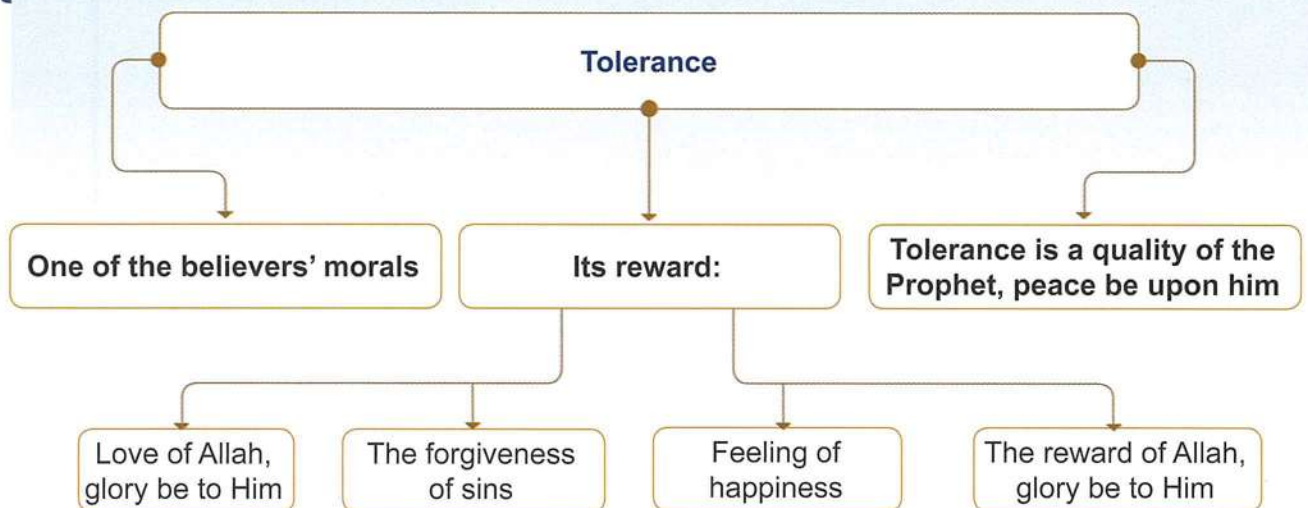 Tolerance
One of the believers’ morals
Its reward:
Tolerance is a quality of the
Prophet, peace be upon him
Love of Allah,
glory be to Him
The forgiveness
of sins
Feeling of
happiness
The reward of Allah,
glory be to Him